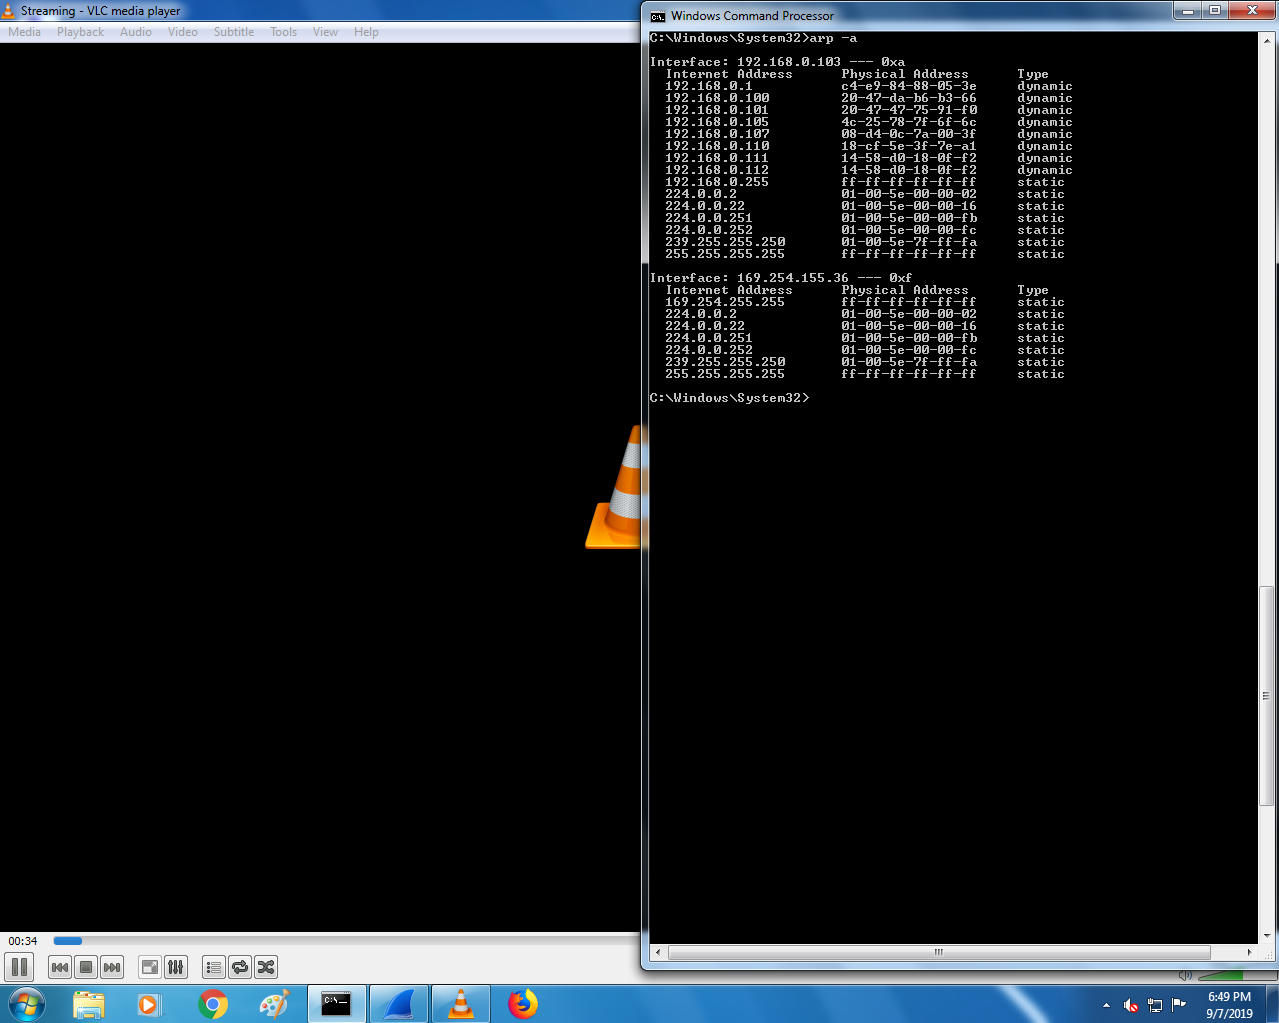 Streaming - VLC media player
Media Playback Audio Video Subtitle Tools View Help
Windows Command Processor
C:\Windows\System32>arp -a
Interface: 192.168.0.103 --- 0xa
Internet Address Physical Address Type
192.168.0.1 c4-e9-84-88-05-3e dynamic
192.168.0.100 20-47-da-b6-b3-66 dynamic
192.168.0.101 20-47-47-75-91-f0 dynamic
192.168.0.105 4c-25-78-7f-6f-6c dynamic
192.168.0.107 08-d4-0c-7a-00-3f dynamic
192.168.0.110 18-cf-5e-3f-7e-a1 dynamic
192.168.0.111 14-58-d0-18-0f-f2 dynamic
192.168.0.112 14-58-d0-18-0f-f2 dynamic
192.168.0.255 ff-ff-ff-ff-ff-ff static
224.0.0.2 01-00-5e-00-00-02 static
224.0.0.22 01-00-5e-00-00-16 static
224.0.0.251 01-00-5e-00-00-fb static
224.0.0.252 01-00-5e-00-00-fc static
239.255.255.250 01-00-5e-7f-ff-fa static
255.255.255.255 ff-ff-ff-ff-ff-ff static
Interface: 169.254.155.36 --- 0xf
Internet Address Physical Address Type
169.254.255.255 ff-ff-ff-ff-ff-ff static
224.0.0.2 01-00-5e-00-00-02 static
224.0.0.22 01-00-5e-00-00-16 static
224.0.0.251 01-00-5e-00-00-fb static
224.0.0.252 01-00-5e-00-00-fc static
239.255.255.250 01-00-5e-7f-ff-fa static
255.255.255.255 ff-ff-ff-ff-ff-ff static
C:\Windows\System32>
00:34
C:\.
6:49 PM
9/7/2019